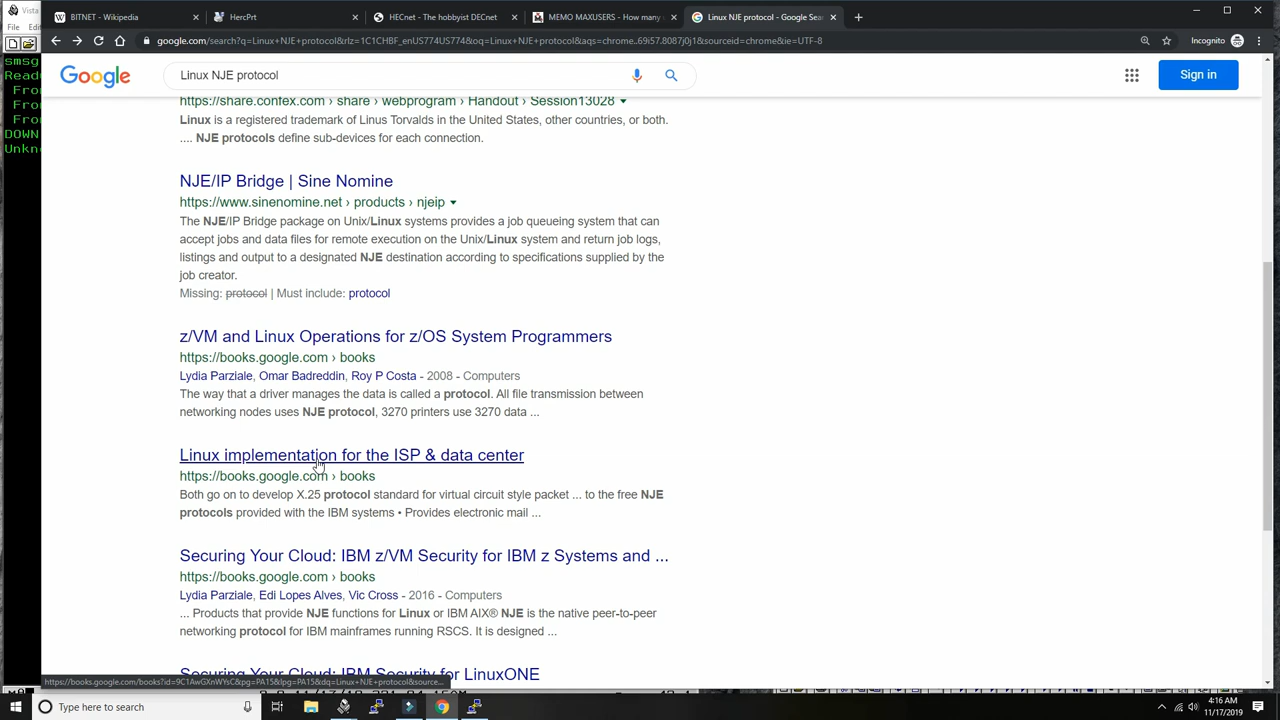 Vista
BITNET - Wikipedia
HercPrt
HECnet - The hobbyist DECnet
MEMO MAXUSERS - How many
Linux NJE protocol - Google Sea
File Edi
google.com/search?q=Linux+NJE+protocol&rlz=1C1CHBF_enUS774US774&oq=Linux+NJE+protocol&aqs=chrome..69i57.8087j0j1&sourceid=chrome&ie=UTF-8
Incognito
smsg
Ready
Fro
Fro
Fro
DOWN
Unkn
Google
Linux NJE protocol
Sign in
https://share.confex.com › share › webprogram › Handout › Session13028
Linux is a registered trademark of Linus Torvalds in the United States, other countries, or both.
.... NJE protocols define sub-devices for each connection.
NJE/IP Bridge | Sine Nomine
https://www.sinenomine.net › products › njeip
The NJE/IP Bridge package on Unix/Linux systems provides a job queueing system that can
accept jobs and data files for remote execution on the Unix/Linux system and return job logs,
listings and output to a designated NJE destination according to specifications supplied by the
job creator.
Missing: protocol | Must include: protocol
z/VM and Linux Operations for z/OS System Programmers
https://books.google.com › books
Lydia Parziale, Omar Badreddin, Roy P Costa - 2008 - Computers
The way that a driver manages the data is called a protocol. All file transmission between
networking nodes uses NJE protocol, 3270 printers use 3270 data ...
Linux implementation for the ISP & data center
https://books.google.com › books
Both go on to develop X.25 protocol standard for virtual circuit style packet ... to the free NJE
protocols provided with the IBM systems • Provides electronic mail ...
Securing Your Cloud: IBM z/VM Security for IBM z Systems and ...
https://books.google.com › books
Lydia Parziale, Edi Lopes Alves, Vic Cross - 2016 - Computers
... Products that provide NJE functions for Linux or IBM AIX® NJE is the native peer-to-peer
networking protocol for IBM mainframes running RSCS. It is designed ...
Securing Your Cloud: IBM Security for LinuxONE
https://books.google.com/books?id=9C1AwGXnWYsC&pg=PA15&lpg=PA15&dq=Linux+NJE+protocol&source...
Type here to search
4:16 AM
11/17/2019